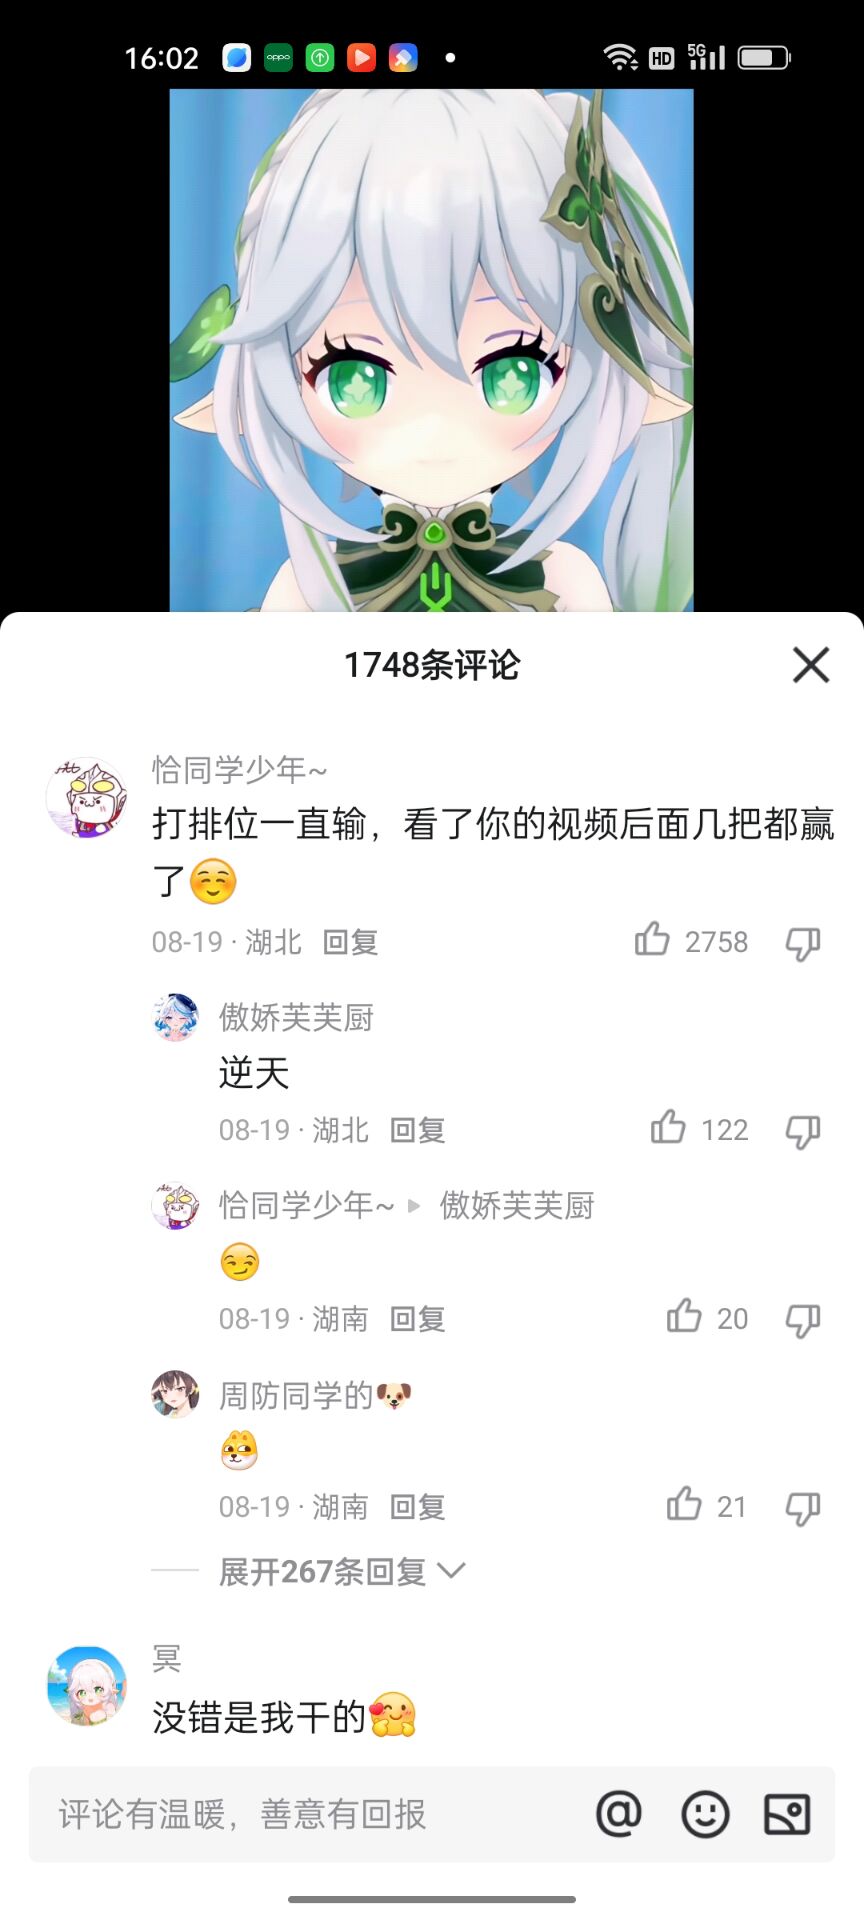 16:02
oppo
HD
5G
1748条评论
恰同学少年~
打排位一直输，看了你的视频后面几把都赢
了☺️
08-19 · 湖北 回复 2758
傲娇芙芙厨
逆天
08-19 · 湖北 回复 122
恰同学少年~ ▸ 傲娇芙芙厨
😏
08-19 · 湖南 回复 20
周防同学的🐶
08-19 · 湖南 回复 21
展开267条回复
冥
没错是我干的🥰
评论有温暖，善意有回报
@